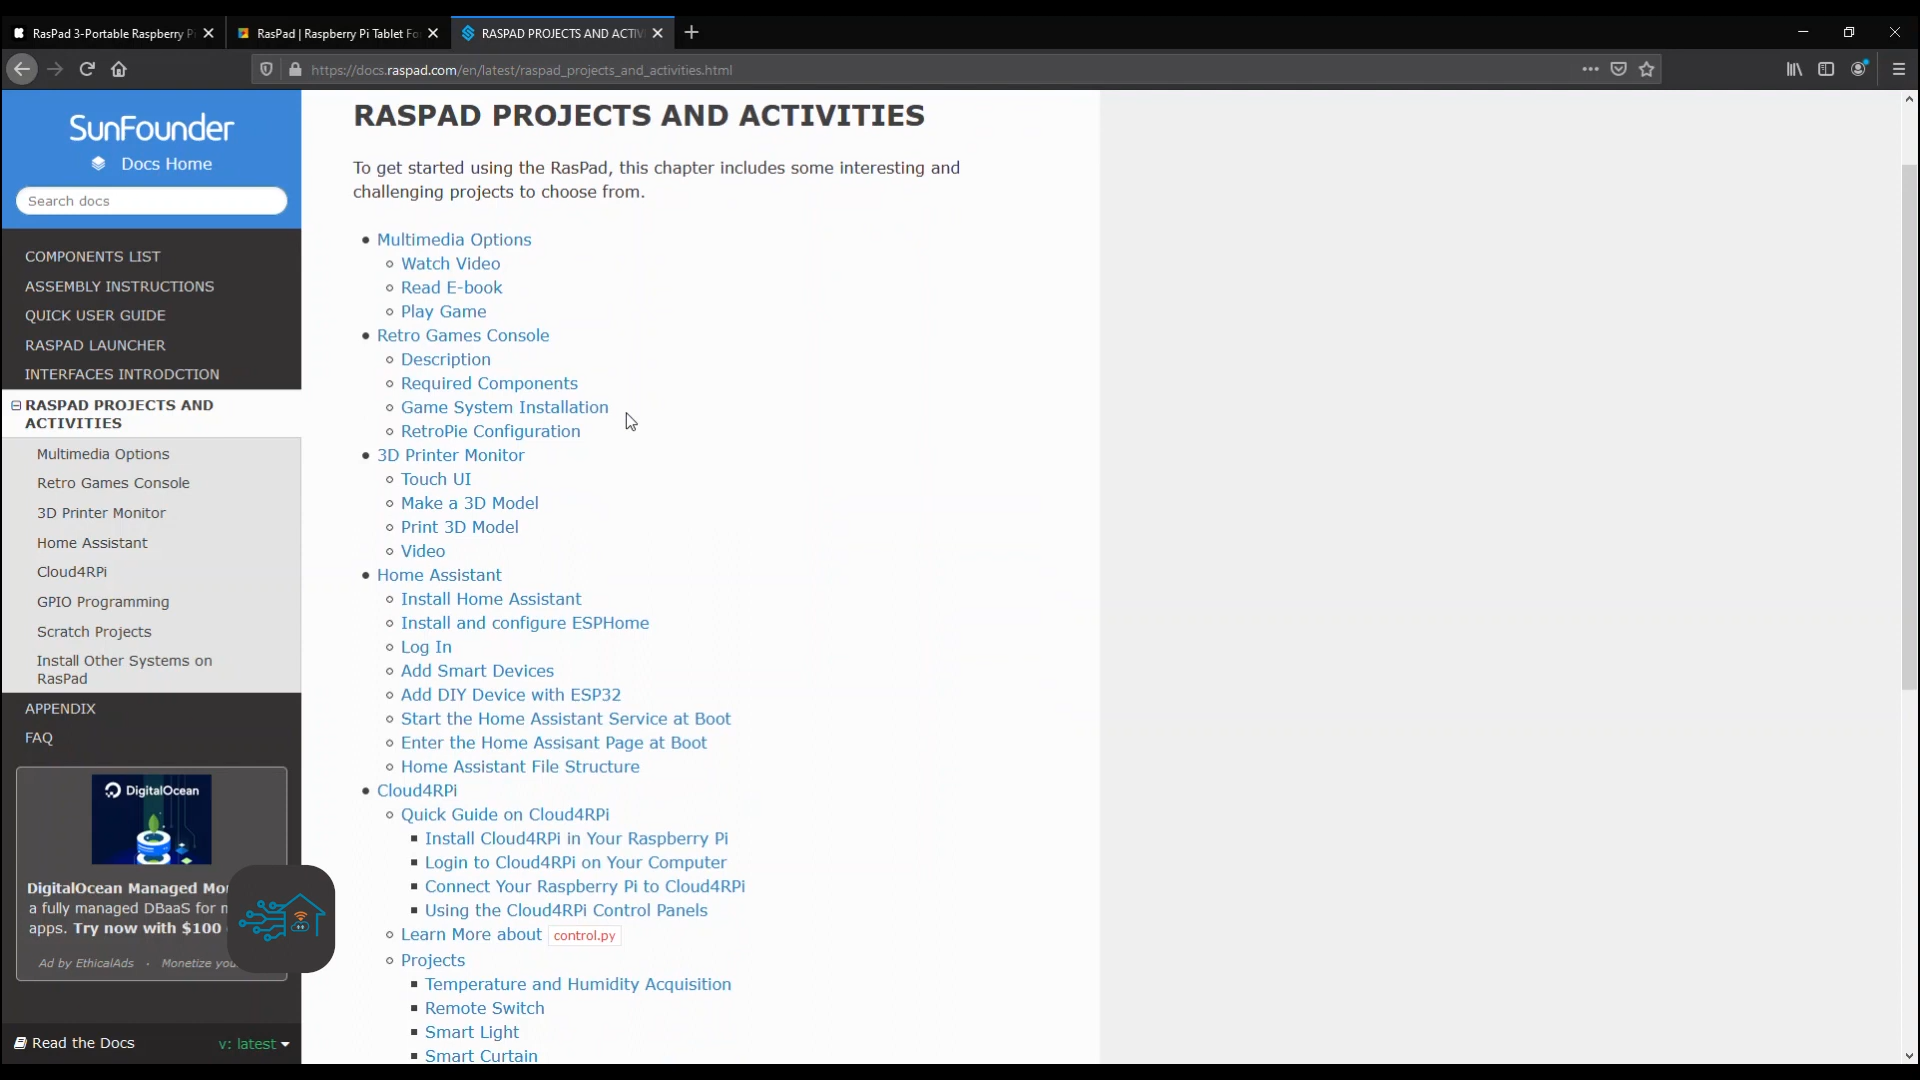 RasPad 3-Portable Raspberry P
RasPad | Raspberry Pi Tablet Fo
RASPAD PROJECTS AND ACTIV
https://docs.raspad.com/en/latest/raspad_projects_and_activities.html
SunFounder
Docs Home
Search docs
COMPONENTS LIST
ASSEMBLY INSTRUCTIONS
QUICK USER GUIDE
RASPAD LAUNCHER
INTERFACES INTRODCTION
RASPAD PROJECTS AND
ACTIVITIES
Multimedia Options
Retro Games Console
3D Printer Monitor
Home Assistant
Cloud4RPi
GPIO Programming
Scratch Projects
Install Other Systems on
RasPad
APPENDIX
FAQ
DigitalOcean
DigitalOcean Managed Mo
a fully managed DBaaS for
apps. Try now with $100
Ad by EthicalAds · Monetize you
Read the Docs
v: latest
RASPAD PROJECTS AND ACTIVITIES
To get started using the RasPad, this chapter includes some interesting and
challenging projects to choose from.
Multimedia Options
Watch Video
Read E-book
Play Game
Retro Games Console
Description
Required Components
Game System Installation
RetroPie Configuration
3D Printer Monitor
Touch UI
Make a 3D Model
Print 3D Model
Video
Home Assistant
Install Home Assistant
Install and configure ESPHome
Log In
Add Smart Devices
Add DIY Device with ESP32
Start the Home Assistant Service at Boot
Enter the Home Assisant Page at Boot
Home Assistant File Structure
Cloud4RPi
Quick Guide on Cloud4RPi
Install Cloud4RPi in Your Raspberry Pi
Login to Cloud4RPi on Your Computer
Connect Your Raspberry Pi to Cloud4RPi
Using the Cloud4RPi Control Panels
Learn More about control.py
Projects
Temperature and Humidity Acquisition
Remote Switch
Smart Light
Smart Curtain